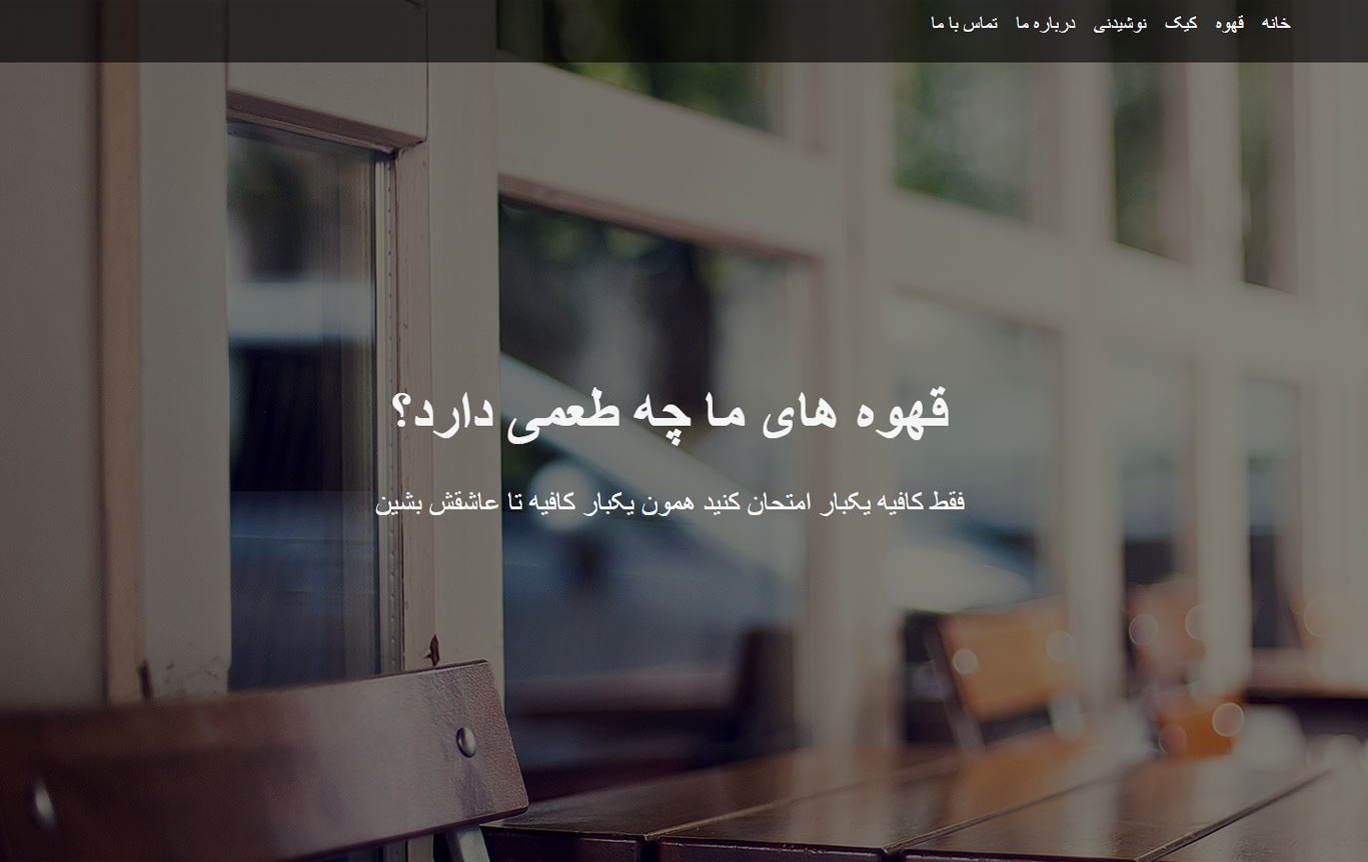 خانه قهوه کیک نوشیدنی درباره ما تماس با ما
قهوه های ما چه طعمی دارد؟
فقط کافیه یکبار امتحان کنید همون یکبار کافیه تا عاشقش بشین